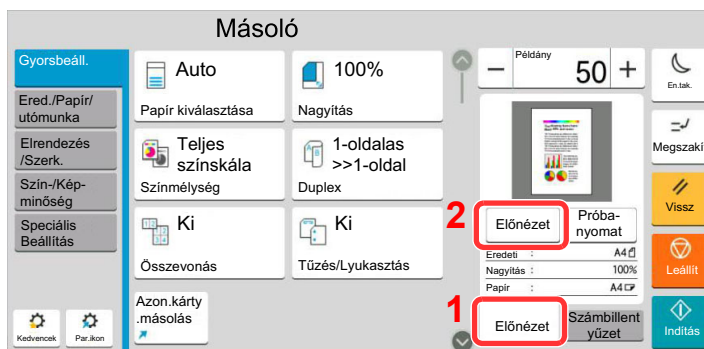 Másoló
Gyorsbeáll.
Ered./Papír/
utómunka
Elrendezés
/Szerk.
Szín-/Kép-
minőség
Speciális
Beállítás
Kedvencek
Par.ikon
Auto
Papír kiválasztása
100%
Nagyítás
Teljes
színskála
Színmélység
1-oldalas
>>1-oldal
Duplex
Ki
Összevonás
Ki
Tűzés/Lyukasztás
Azon.kárty
.másolás
Példány
50
2
Előnézet
Próba-
nyomat
Eredeti : A4
Nagyítás : 100%
Papír : A4
1
Előnézet
Számbillent
yűzet
En.tak.
Megszakí
Vissz
Leállít
Indítás